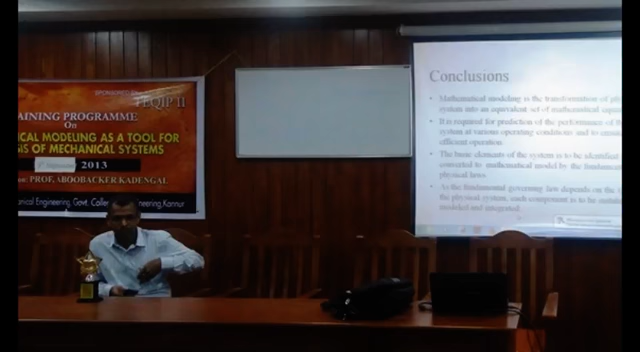 SPONSORED
TEQIP II
AINING PROGRAMME
On
ICAL MODELING AS A TOOL FOR
IS OF MECHANICAL SYSTEMS
2013
PROF. ABOOBACKER KADENGAL
anical Engineering, Govt. College Engineering, Kannur
Conclusions
• Mathematical modeling is the transformation of
system into an equivalent set of mathematical
• It is required for prediction of the performance of
system at various operating conditions and to
efficient operation
• The basic elements of the system is to be identified
converted to mathematical model by the
physical laws
• As the fundamental governing law depends on the
the physical system, each component is to be
modeled and integrated